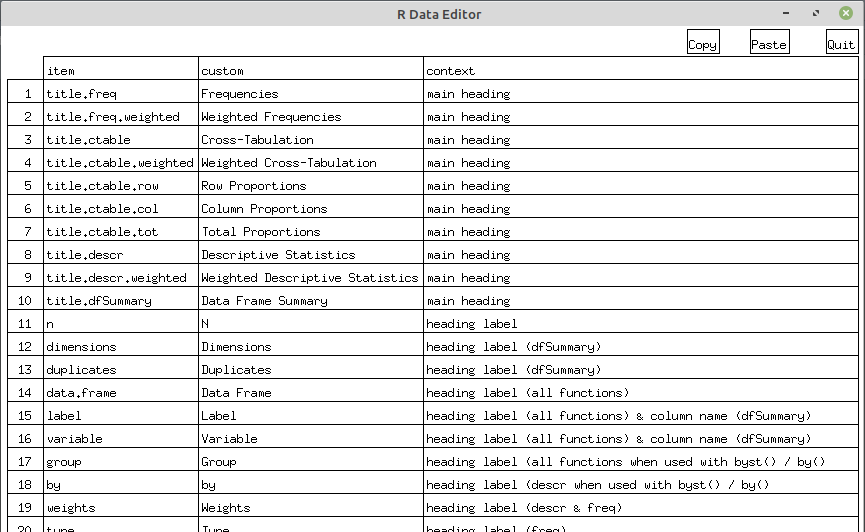 R Data Editor
Copy Paste Quit
item custom context
1 title.freq Frequencies main heading
2 title.freq.weighted Weighted Frequencies main heading
3 title.ctable Cross-Tabulation main heading
4 title.ctable.weighted Weighted Cross-Tabulation main heading
5 title.ctable.row Row Proportions main heading
6 title.ctable.col Column Proportions main heading
7 title.ctable.tot Total Proportions main heading
8 title.descr Descriptive Statistics main heading
9 title.descr.weighted Weighted Descriptive Statistics main heading
10 title.dfSummary Data Frame Summary main heading
11 n N heading label
12 dimensions Dimensions heading label (dfSummary)
13 duplicates Duplicates heading label (dfSummary)
14 data.frame Data Frame heading label (all functions)
15 label Label heading label (all functions) & column name (dfSummary)
16 variable Variable heading label (all functions) & column name (dfSummary)
17 group Group heading label (all functions when used with byst() / by()
18 by by heading label (descr when used with byst() / by()
19 weights Weights heading label (descr & freq)
20 type Type heading label (freq)